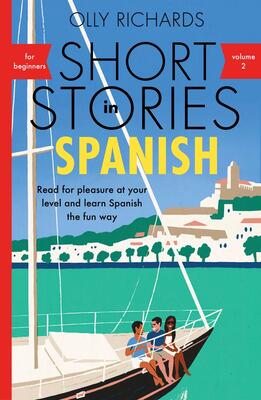 OLLY RICHARDS
for
beginners
SHORT
volume
2
in
STORIES
SPANISH
Read for pleasure at your
level and learn Spanish
the fun way